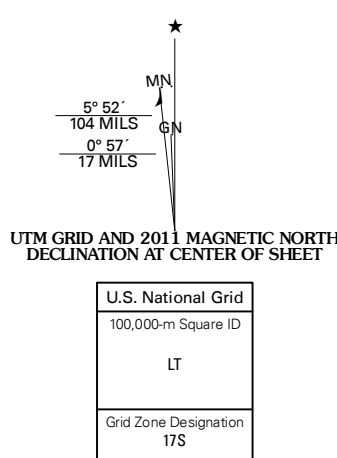 MN
5° 52´
104 MILS
GN
0° 57´
17 MILS
UTM GRID AND 2011 MAGNETIC NORTH
DECLINATION AT CENTER OF SHEET
U.S. National Grid
100,000-m Square ID
LT
Grid Zone Designation
17S